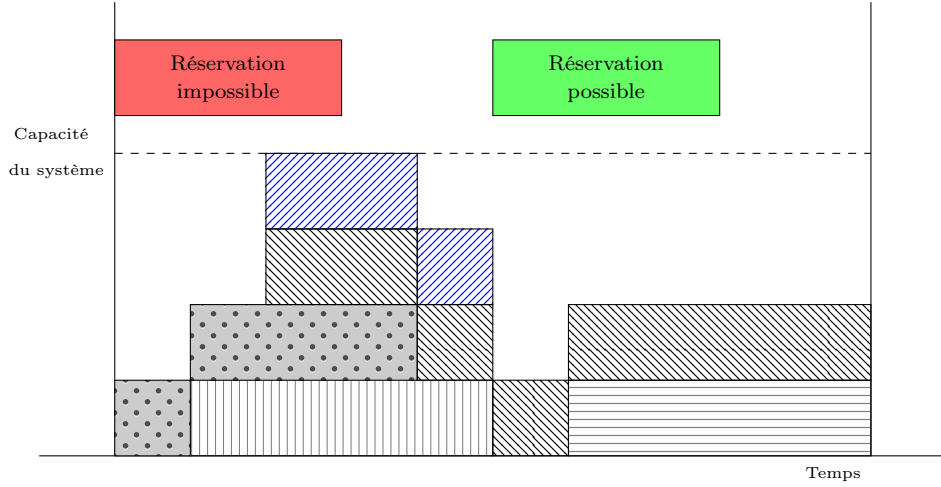 Réservation
impossible
Réservation
possible
Capacité
du système
Temps